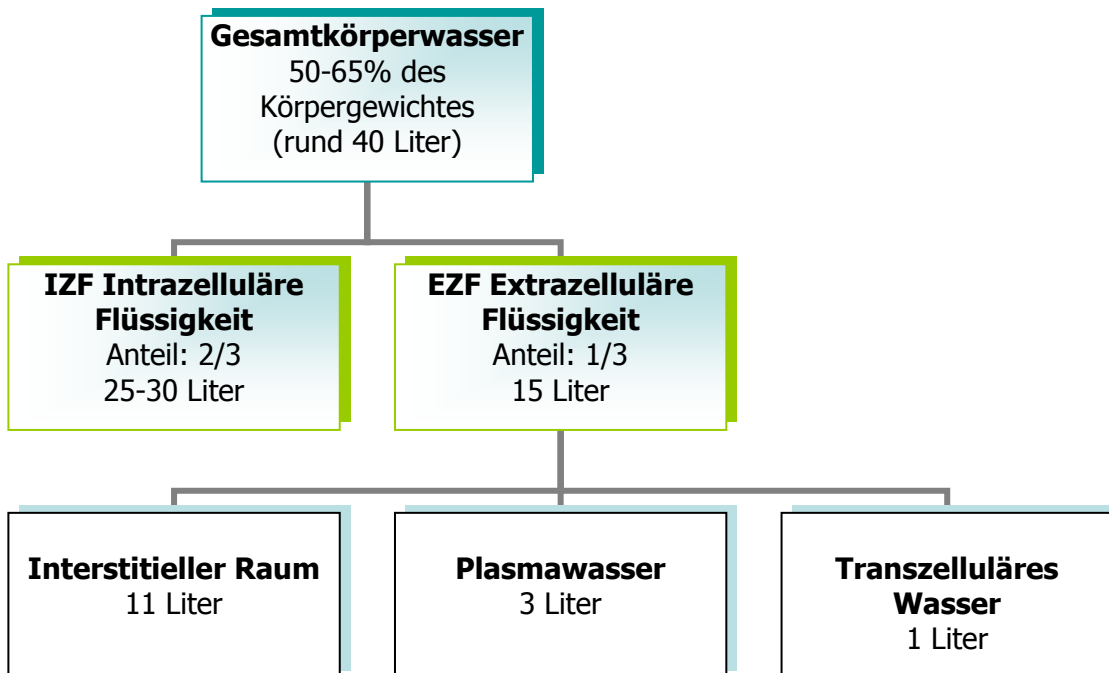 Gesamtkörperwasser
50-65% des
Körpergewichtes
(rund 40 Liter)
IZF Intrazelluläre
Flüssigkeit
Anteil: 2/3
25-30 Liter
EZF Extrazelluläre
Flüssigkeit
Anteil: 1/3
15 Liter
Interstitieller Raum
11 Liter
Plasmawasser
3 Liter
Transzelluläres
Wasser
1 Liter